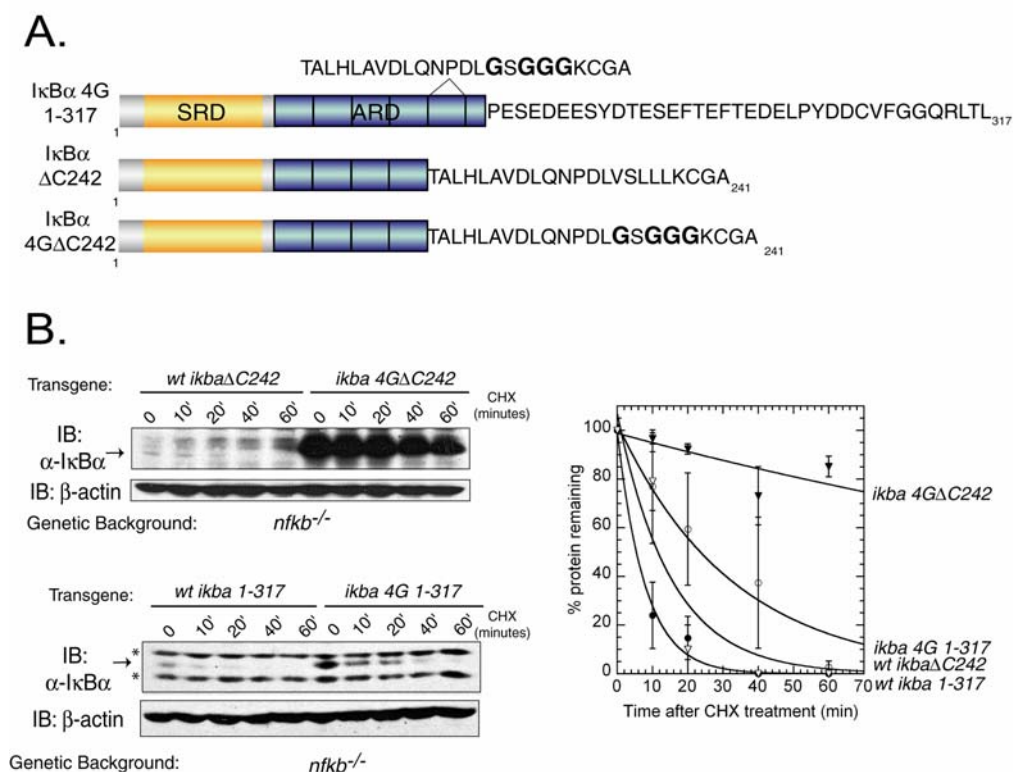 A.
TALHLAVDLQNPDLGSGGGKCGA
IκBα 4G
1-317
SRD
ARD
PESEDEESYDTESEFTEFTEDELPYDDCVFGGQRLTL317
1
IκBα
ΔC242
TALHLAVDLQNPDLVSLLLKCGA241
1
IκBα
4GΔC242
TALHLAVDLQNPDLGSGGGKCGA 241
1
B.
Transgene: wt ikbaΔC242 ikba 4GΔC242
0 10' 20' 40' 60' 0 10' 20' 40' 60' CHX
(minutes)
IB:
α-IκBα →
IB: β-actin
Genetic Background: nfkb-/-
Transgene: wt ikba 1-317 ikba 4G 1-317
0 10' 20' 40' 60' 0 10' 20' 40' 60' CHX
(minutes)
*
IB:
α-IκBα →
*
IB: β-actin
Genetic Background: nfkb-/-
% protein remaining
100
80
60
40
20
0
0 10 20 30 40 50 60 70
Time after CHX treatment (min)
ikba 4GΔC242
ikba 4G 1-317
wt ikbaΔC242
wt ikba 1-317